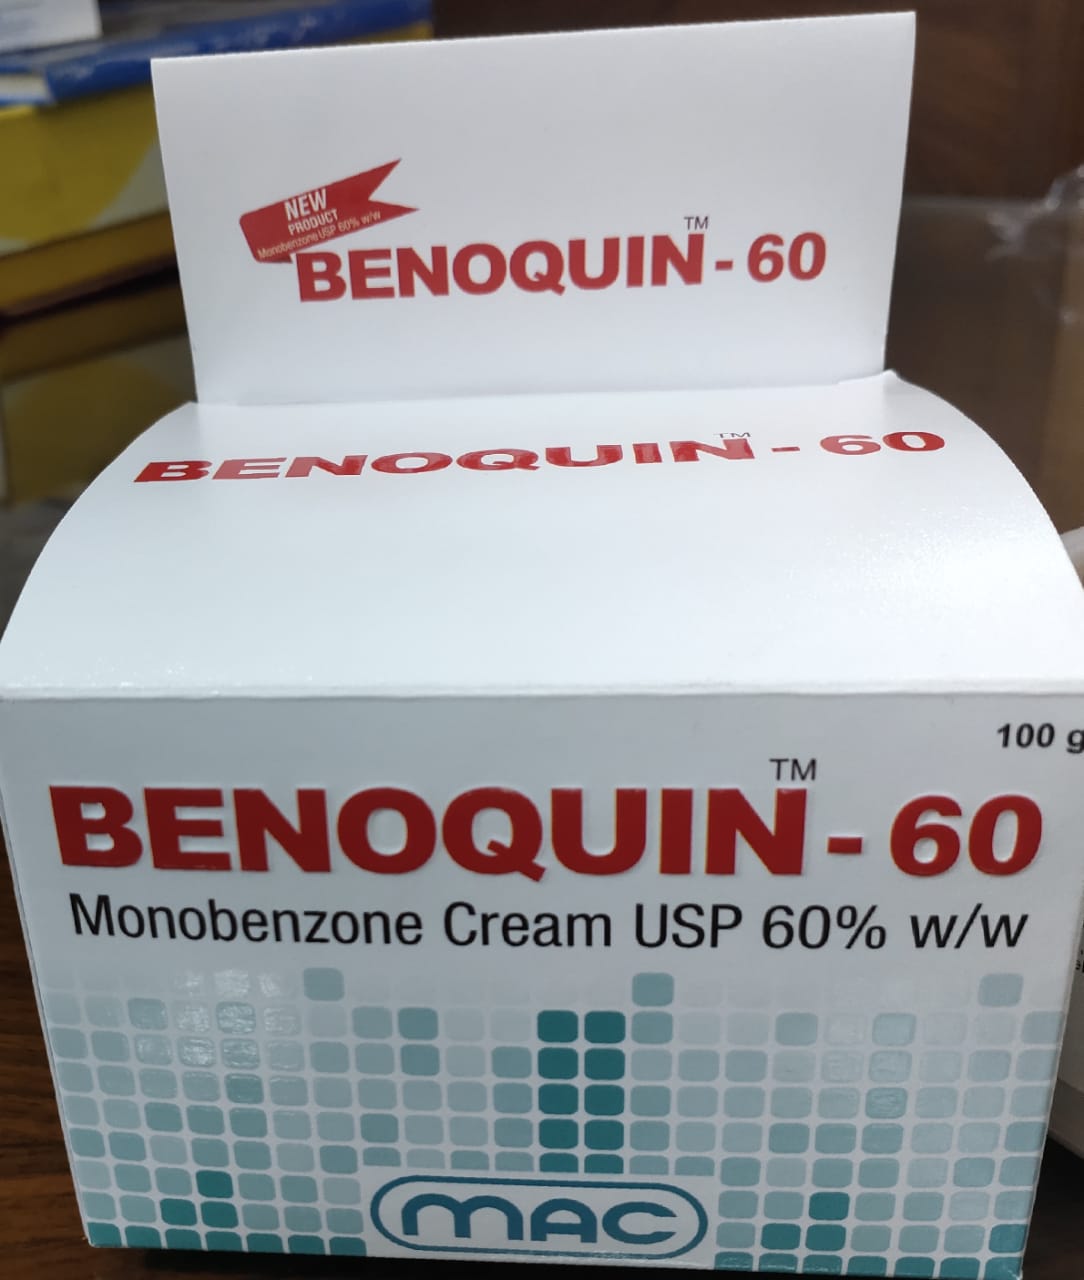 NEW
PRODUCT
Monobenzone USP 60% w/w
BENOQUIN™ - 60
BENOQUIN™ - 60
100 g
BENOQUIN™ - 60
Monobenzone Cream USP 60% w/w
mac